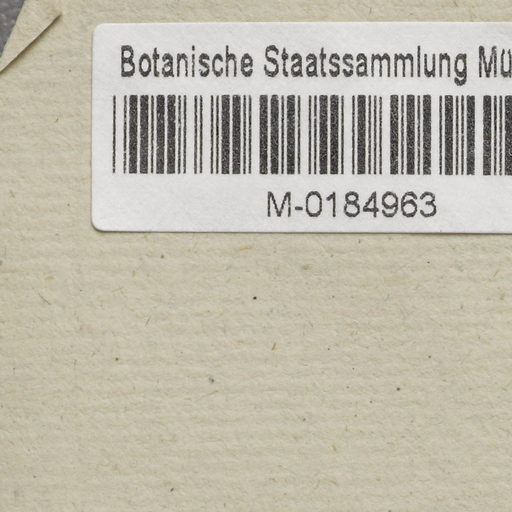 Botanische Staatssammlung Mü
M-0184963